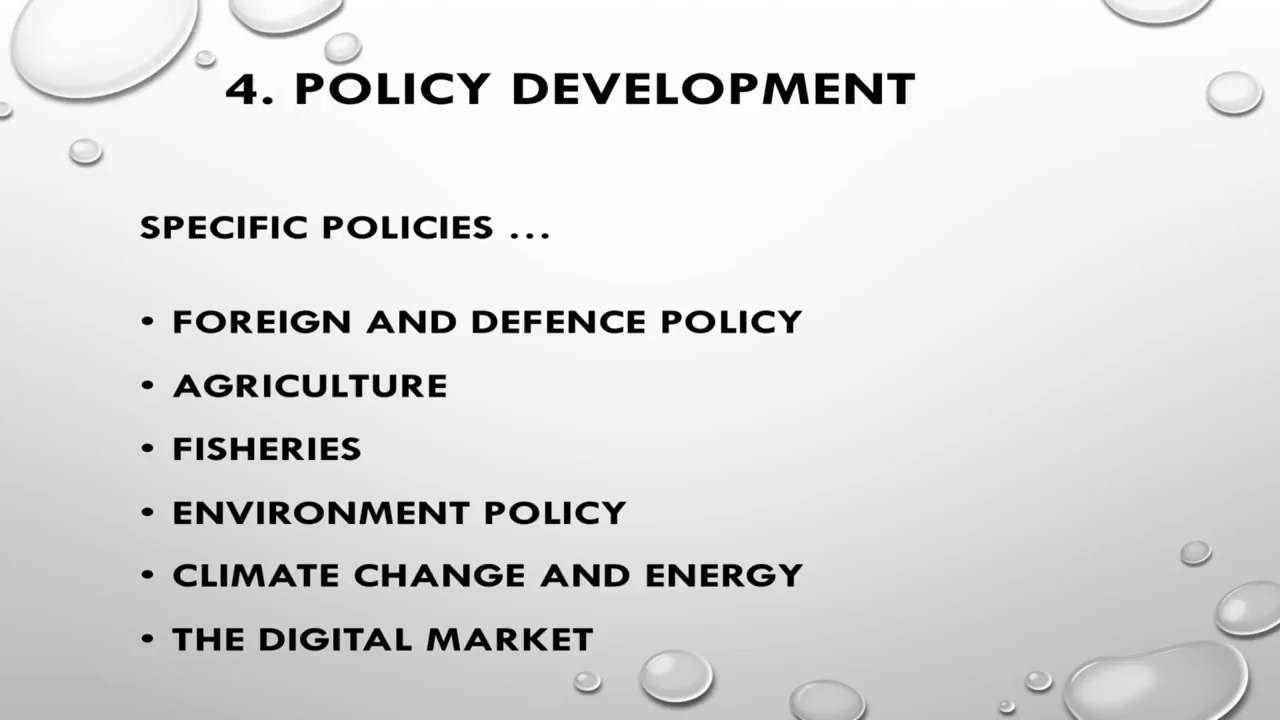 4. POLICY DEVELOPMENT
SPECIFIC POLICIES ...
• FOREIGN AND DEFENCE POLICY
• AGRICULTURE
• FISHERIES
• ENVIRONMENT POLICY
• CLIMATE CHANGE AND ENERGY
• THE DIGITAL MARKET